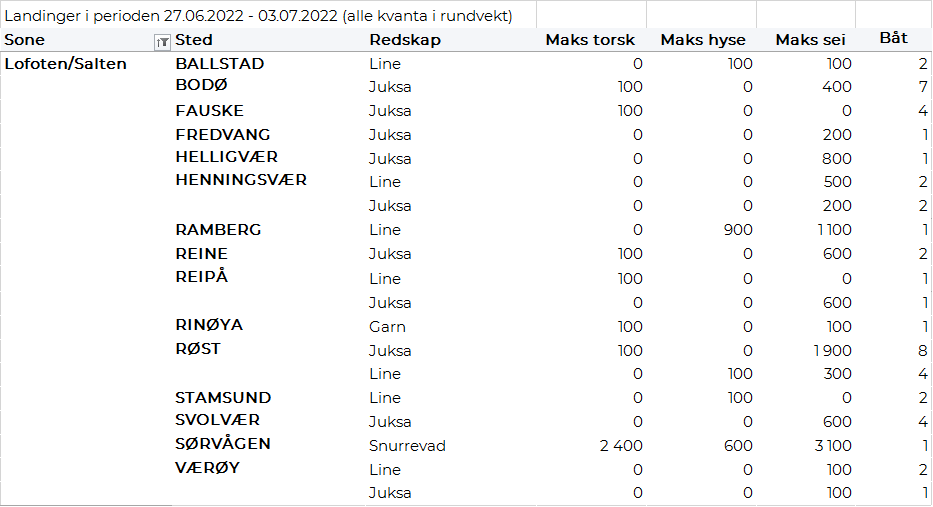 Landinger i perioden 27.06.2022 - 03.07.2022 (alle kvanta i rundvekt)
Sone Sted Redskap Maks torsk Maks hyse Maks sei Båt
Lofoten/Salten BALLSTAD Line 0 100 100 2
BODØ Juksa 100 0 400 7
FAUSKE Juksa 100 0 0 4
FREDVANG Juksa 0 0 200 1
HELLIGVÆR Juksa 0 0 800 1
HENNINGSVÆR Line 0 0 500 2
Juksa 0 0 200 2
RAMBERG Line 0 900 1 100 1
REINE Juksa 100 0 600 2
REIPÅ Line 100 0 0 1
Juksa 0 0 600 1
RINØYA Garn 100 0 100 1
RØST Juksa 100 0 1 900 8
Line 0 100 300 4
STAMSUND Line 0 100 0 2
SVOLVÆR Juksa 0 0 600 4
SØRVÅGEN Snurrevad 2 400 600 3 100 1
VÆRØY Line 0 0 100 2
Juksa 0 0 100 1